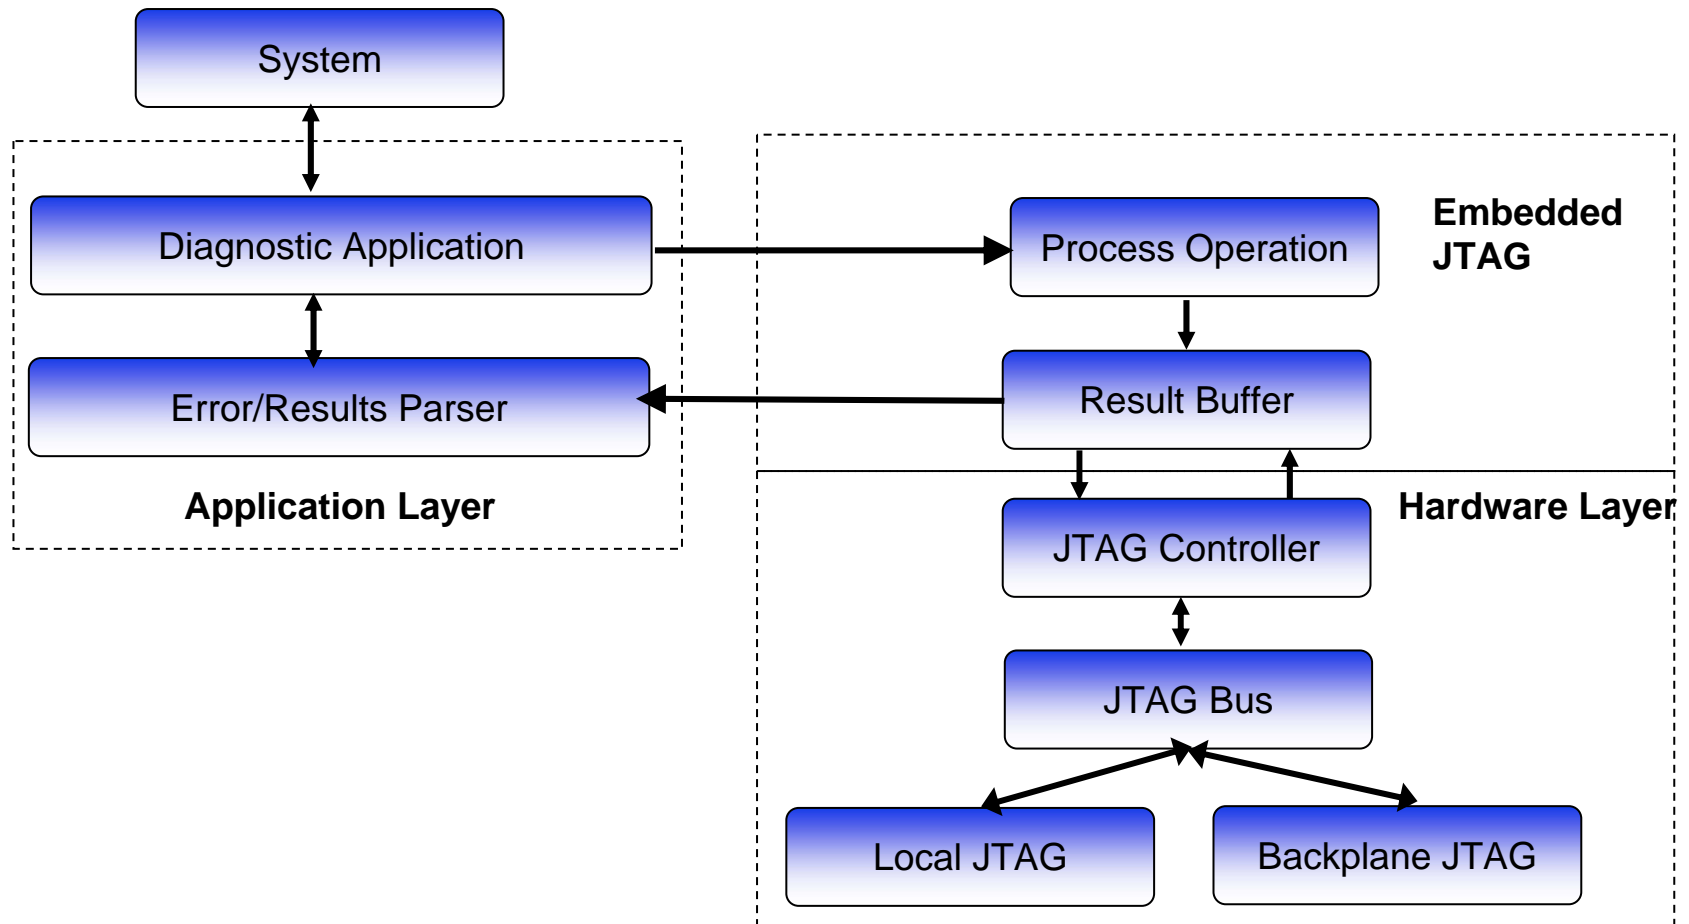 System
Diagnostic Application
Process Operation
Embedded
JTAG
Error/Results Parser
Result Buffer
Application Layer
Hardware Layer
JTAG Controller
JTAG Bus
Local JTAG
Backplane JTAG